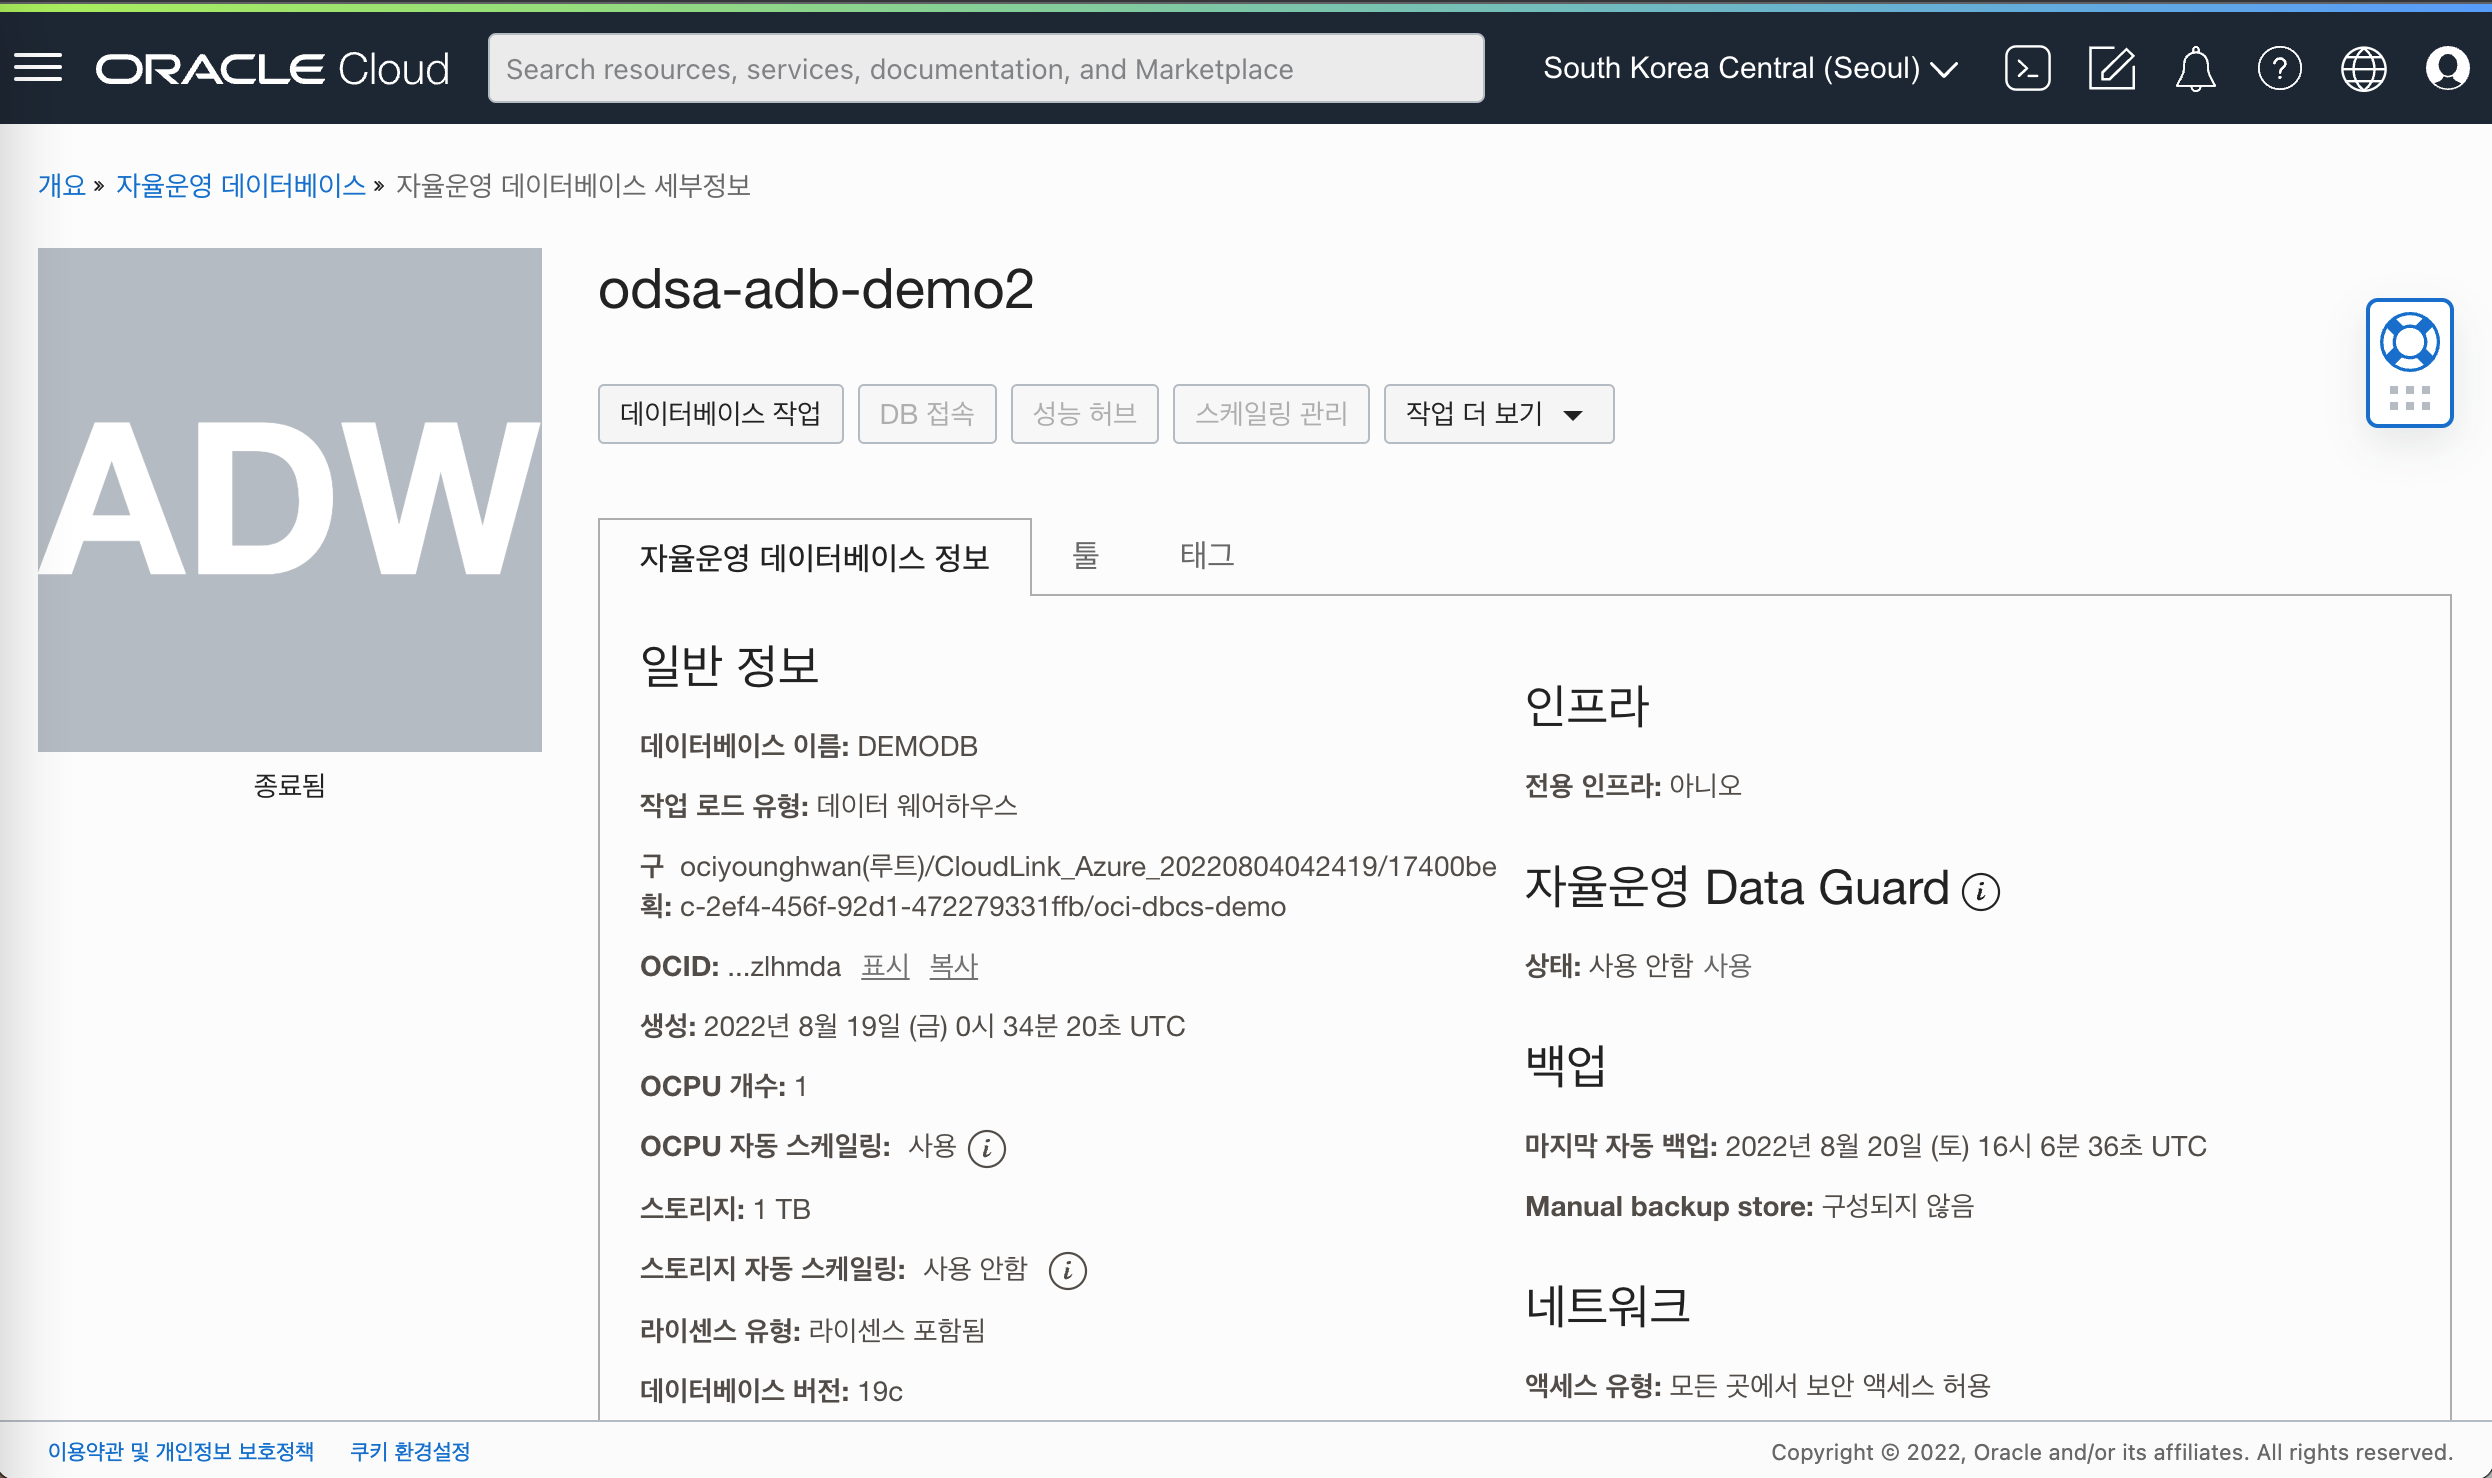 ORACLE Cloud
Search resources, services, documentation, and Marketplace
South Korea Central (Seoul)
개요 » 자율운영 데이터베이스 » 자율운영 데이터베이스 세부정보
ADW
종료됨
odsa-adb-demo2
데이터베이스 작업
DB 접속
성능 허브
스케일링 관리
작업 더 보기
자율운영 데이터베이스 정보
툴
태그
일반 정보
데이터베이스 이름: DEMODB
작업 로드 유형: 데이터 웨어하우스
구 ociyounghwan(루트)/CloudLink_Azure_20220804042419/17400be
획: c-2ef4-456f-92d1-472279331ffb/oci-dbcs-demo
OCID: ...zlhmda 표시 복사
생성: 2022년 8월 19일 (금) 0시 34분 20초 UTC
OCPU 개수: 1
OCPU 자동 스케일링: 사용
스토리지: 1 TB
스토리지 자동 스케일링: 사용 안함
라이센스 유형: 라이센스 포함됨
데이터베이스 버전: 19c
인프라
전용 인프라: 아니오
자율운영 Data Guard
상태: 사용 안함 사용
백업
마지막 자동 백업: 2022년 8월 20일 (토) 16시 6분 36초 UTC
Manual backup store: 구성되지 않음
네트워크
액세스 유형: 모든 곳에서 보안 액세스 허용
이용약관 및 개인정보 보호정책
쿠키 환경설정
Copyright © 2022, Oracle and/or its affiliates. All rights reserved.